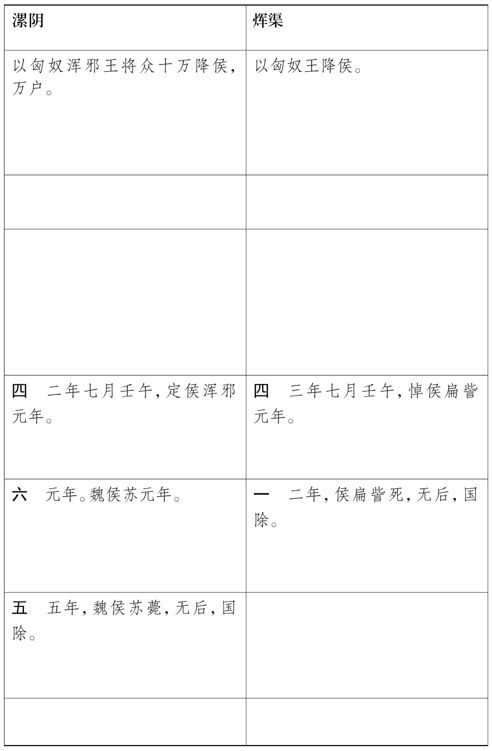 漯阴
以匈奴浑邪王将众十万降侯，
万户。
四　二年七月壬午，定侯浑邪
元年。
六　元年。魏侯苏元年。
五　五年，魏侯苏薨，无后，国
除。
煇渠
以匈奴王降侯。
四　三年七月壬午，悼侯扁訾
元年。
一　二年，侯扁訾死，无后，国
除。